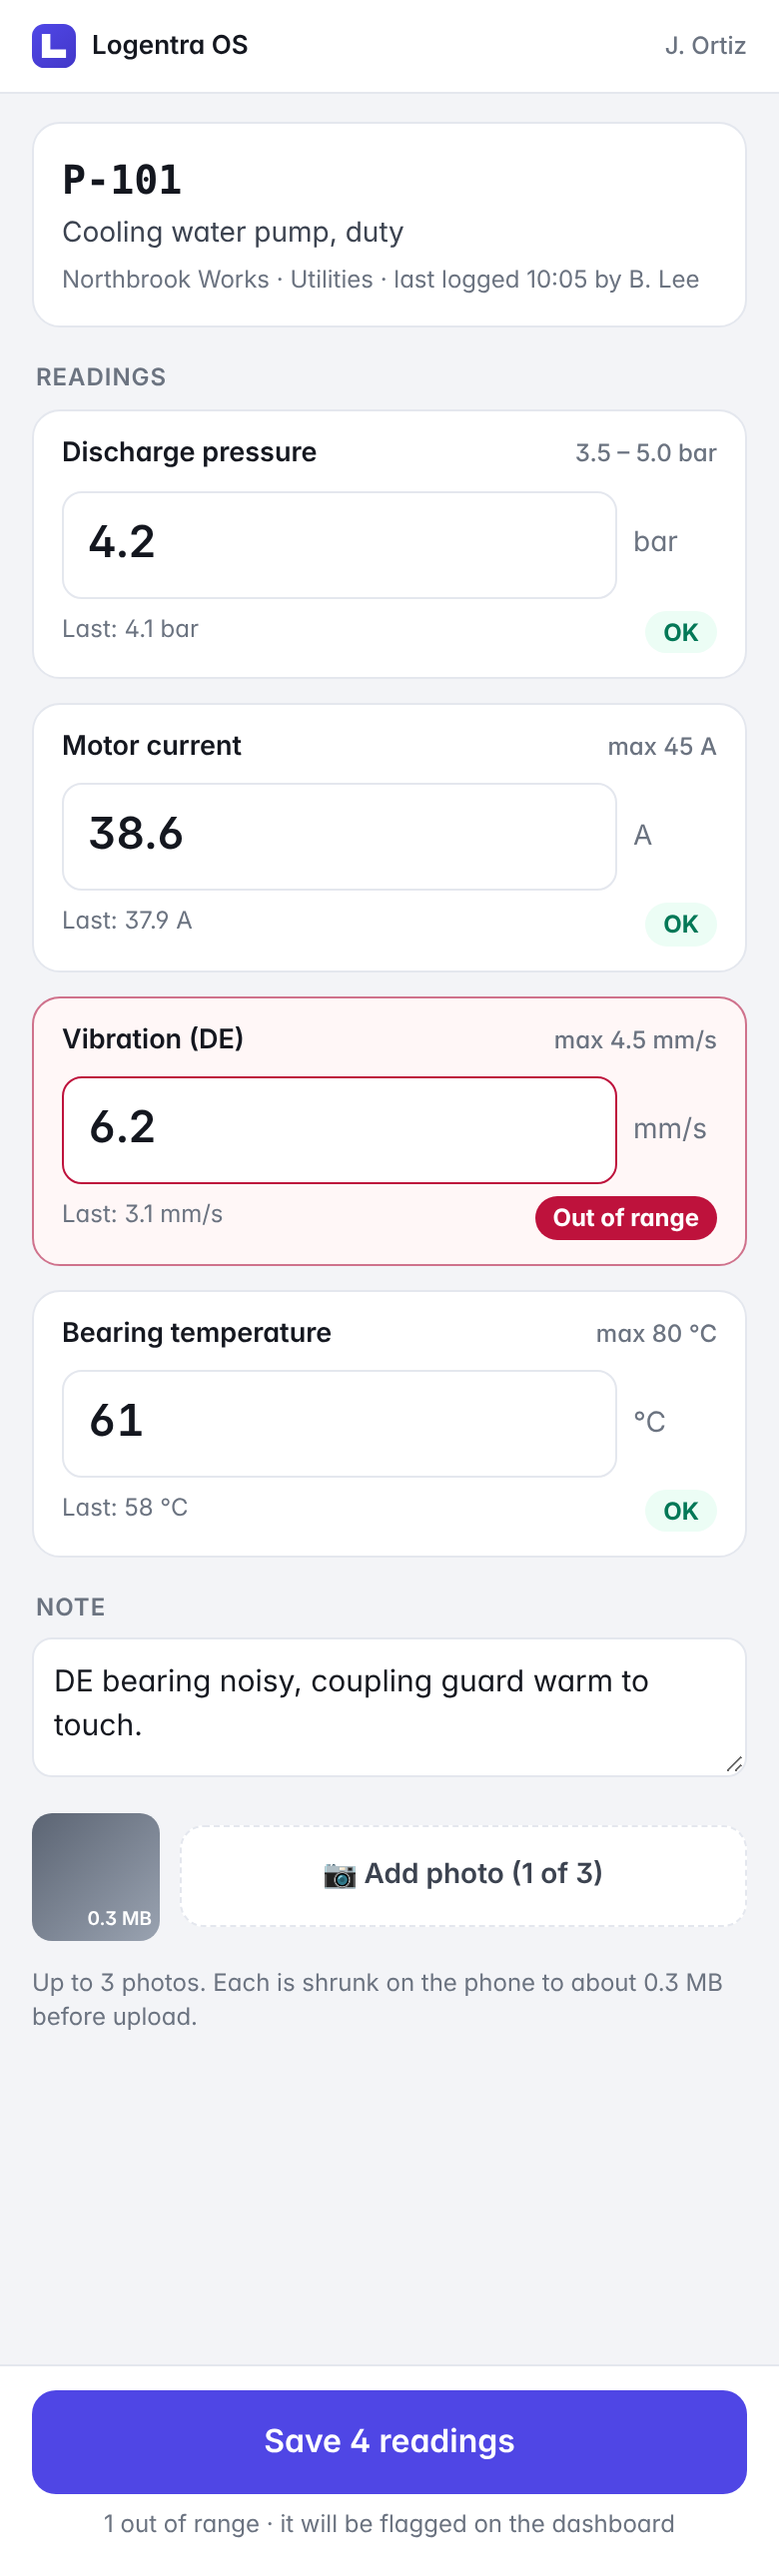 Logentra OS
J. Ortiz
P-101
Cooling water pump, duty
Northbrook Works · Utilities · last logged 10:05 by B. Lee
READINGS
Discharge pressure
3.5 – 5.0 bar
4.2
bar
Last: 4.1 bar
OK
Motor current
max 45 A
38.6
A
Last: 37.9 A
OK
Vibration (DE)
max 4.5 mm/s
6.2
mm/s
Last: 3.1 mm/s
Out of range
Bearing temperature
max 80 °C
61
°C
Last: 58 °C
OK
NOTE
DE bearing noisy, coupling guard warm to
touch.
0.3 MB
📷 Add photo (1 of 3)
Up to 3 photos. Each is shrunk on the phone to about 0.3 MB
before upload.
Save 4 readings
1 out of range · it will be flagged on the dashboard